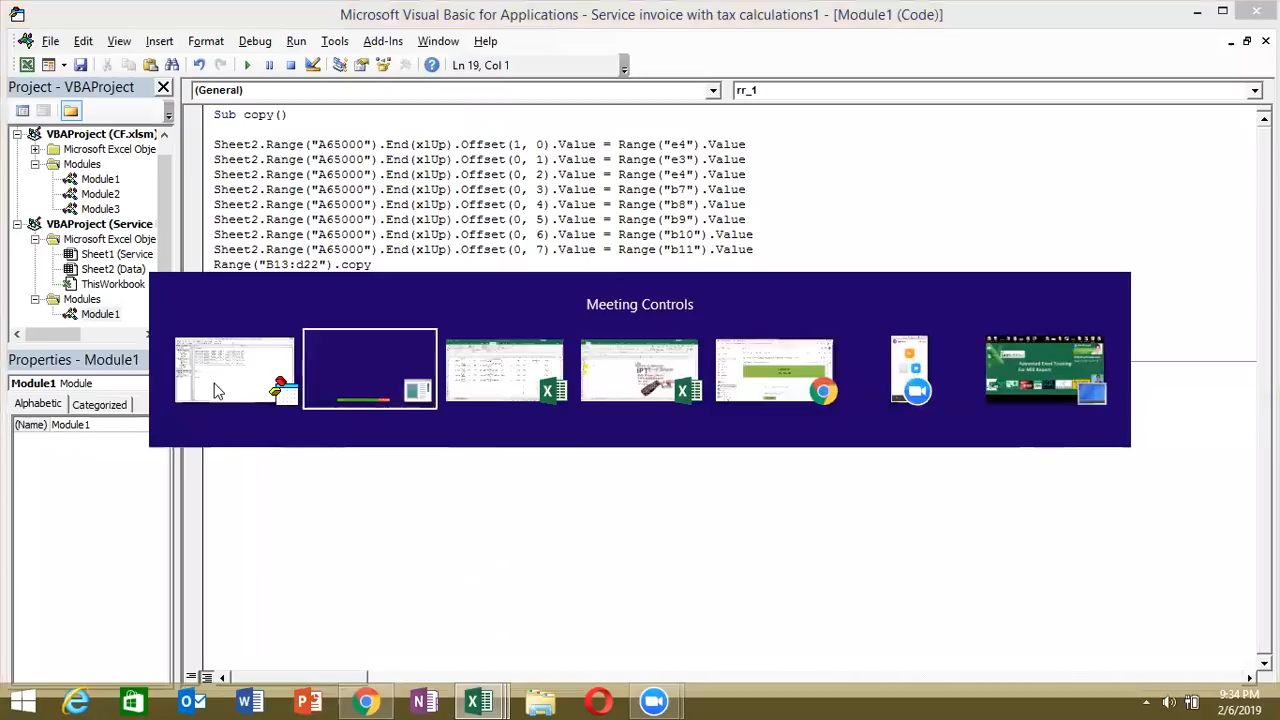 Microsoft Visual Basic for Applications - Service invoice with tax calculations1 - [Module1 (Code)]
File Edit View Insert Format Debug Run Tools Add-Ins Window Help
Ln 19, Col 1
Project - VBAProject
(General)
rr_1
VBAProject (CF.xlsm)
Microsoft Excel Obje
Modules
Module1
Module2
Module3
VBAProject (Service
Microsoft Excel Obje
Sheet1 (Service
Sheet2 (Data)
ThisWorkbook
Modules
Module1
Sub copy()
Sheet2.Range("A65000").End(xlUp).Offset(1, 0).Value = Range("e4").Value
Sheet2.Range("A65000").End(xlUp).Offset(0, 1).Value = Range("e3").Value
Sheet2.Range("A65000").End(xlUp).Offset(0, 2).Value = Range("e4").Value
Sheet2.Range("A65000").End(xlUp).Offset(0, 3).Value = Range("b7").Value
Sheet2.Range("A65000").End(xlUp).Offset(0, 4).Value = Range("b8").Value
Sheet2.Range("A65000").End(xlUp).Offset(0, 5).Value = Range("b9").Value
Sheet2.Range("A65000").End(xlUp).Offset(0, 6).Value = Range("b10").Value
Sheet2.Range("A65000").End(xlUp).Offset(0, 7).Value = Range("b11").Value
Range("B13:d22").copy
Meeting Controls
Advanced Excel Training
For MIS Report
Properties - Module1
Module1 Module
Alphabetic Categorized
(Name) Module1
9:34 PM
2/6/2019